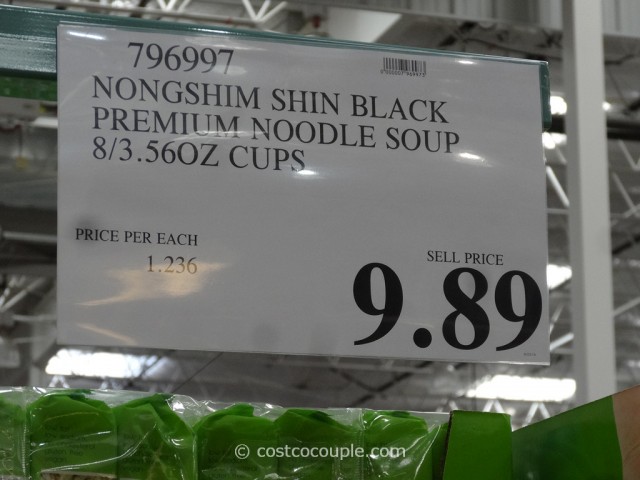 796997
NONGSHIM SHIN BLACK
PREMIUM NOODLE SOUP
8/3.56OZ CUPS
PRICE PER EACH
1.236
SELL PRICE
9.89
© costcocouple.com